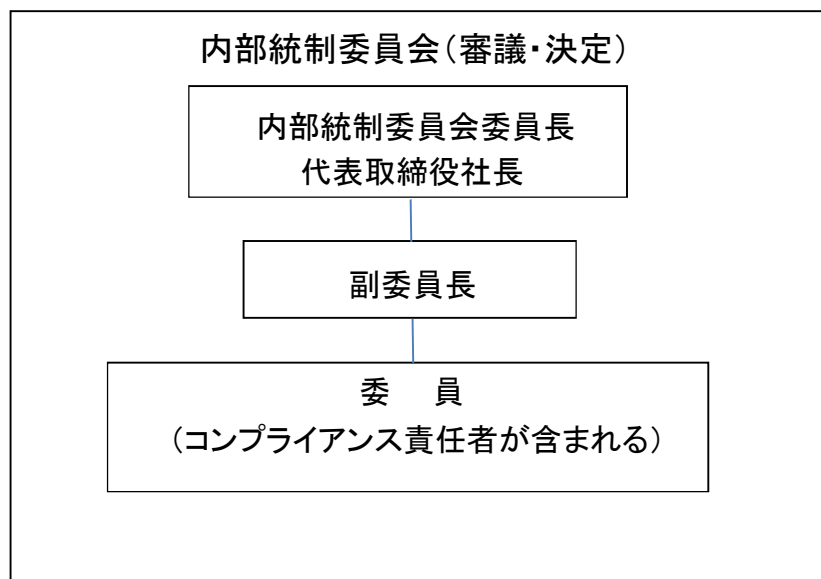 内部統制委員会（審議・決定）
内部統制委員会委員長
代表取締役社長
副委員長
委　員
（コンプライアンス責任者が含まれる）